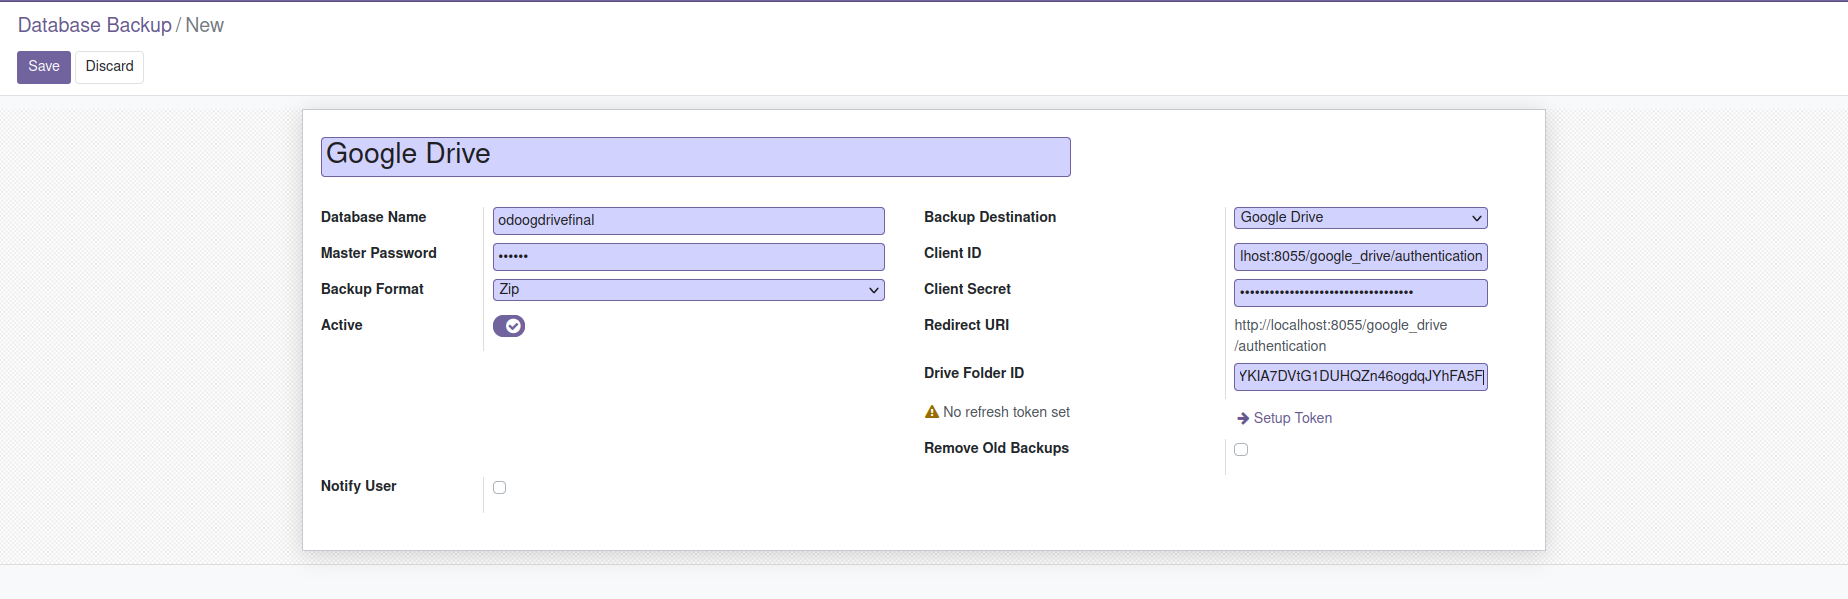 Database Backup / New
Save Discard
Google Drive
Database Name odoogdrivefinal
Master Password ••••••
Backup Format Zip
Active
Notify User
Backup Destination Google Drive
Client ID lhost:8055/google_drive/authentication
Client Secret ••••••••••••••••••••••••••••••••••
Redirect URI http://localhost:8055/google_drive
/authentication
Drive Folder ID YKIA7DVtG1DUHQZn46ogdqJYhFA5F
No refresh token set Setup Token
Remove Old Backups